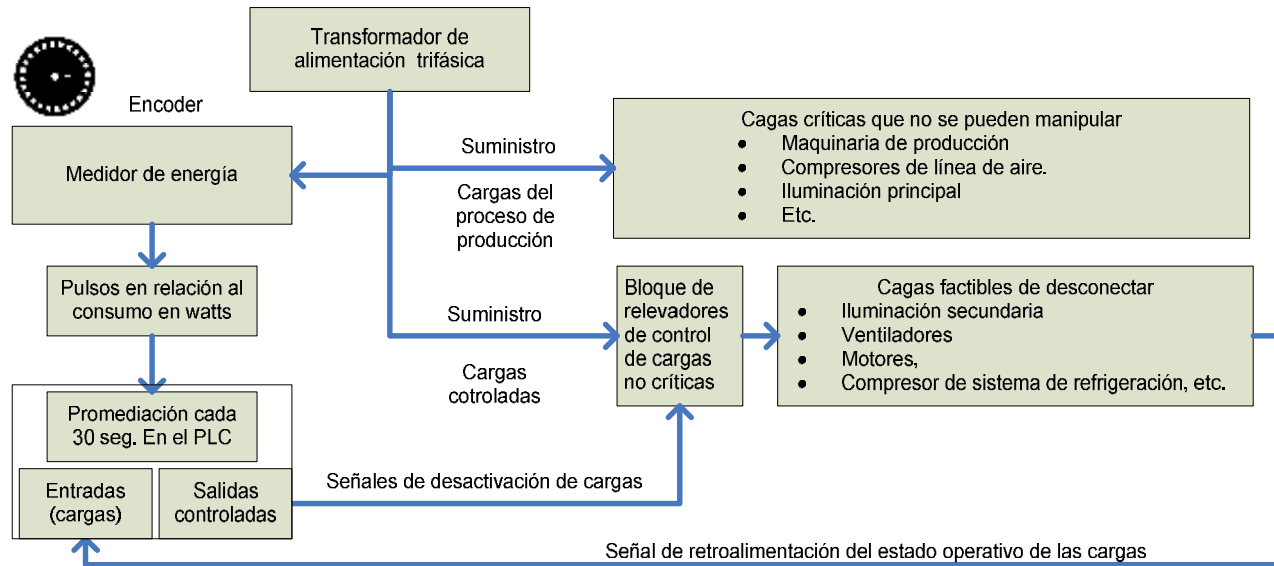 Transformador de
alimentación trifásica
Encoder
Medidor de energía
Suministro
Cargas del
proceso de
producción
Cagas críticas que no se pueden manipular
• Maquinaria de producción
• Compresores de línea de aire.
• Iluminación principal
• Etc.
Pulsos en relación al
consumo en watts
Suministro
Cargas
cotroladas
Bloque de
relevadores
de control
de cargas
no críticas
Cagas factibles de desconectar
• Iluminación secundaria
• Ventiladores
• Motores,
• Compresor de sistema de refrigeración, etc.
Promediación cada
30 seg. En el PLC
Entradas
(cargas)
Salidas
controladas
Señales de desactivación de cargas
Señal de retroalimentación del estado operativo de las cargas